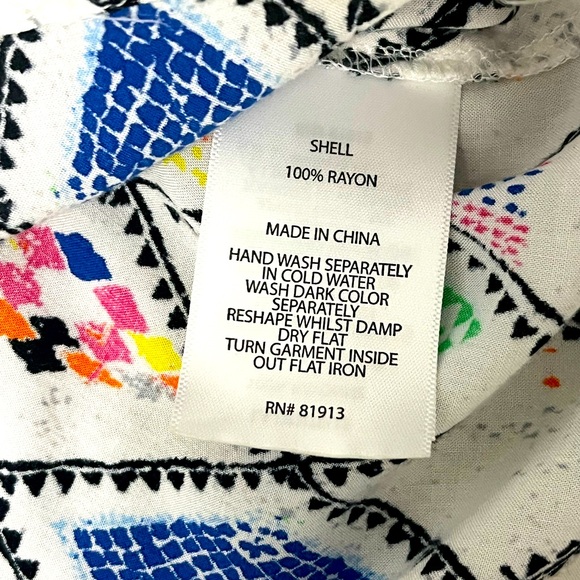 SHELL
100% RAYON
MADE IN CHINA
HAND WASH SEPARATELY
IN COLD WATER
WASH DARK COLOR
SEPARATELY
RESHAPE WHILST DAMP
DRY FLAT
TURN GARMENT INSIDE
OUT FLAT IRON
RN# 81913